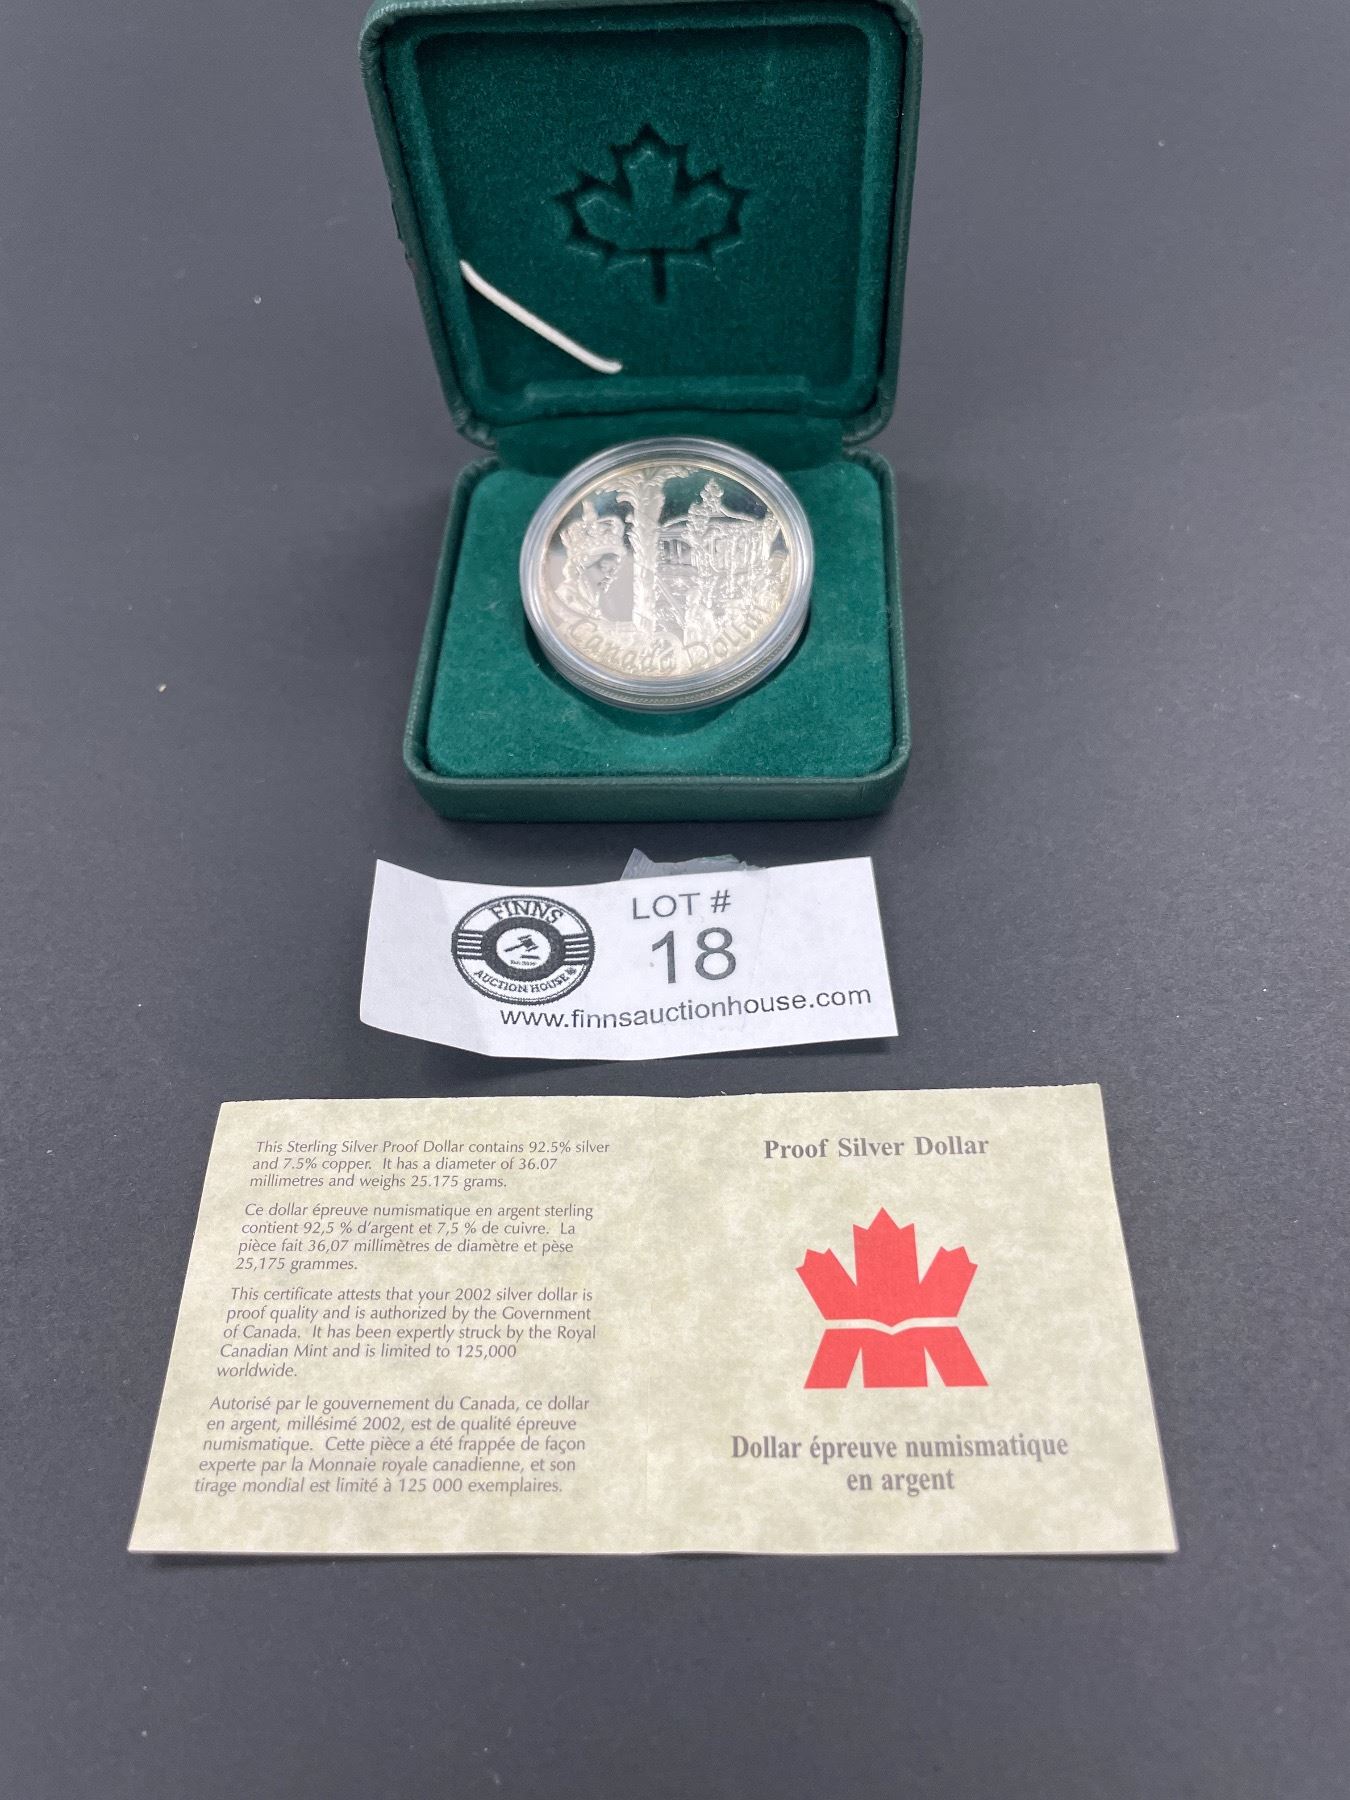 Canada Dollar
FINNS
AUCTION HOUSE
LOT #
18
www.finnsauctionhouse.com
This Sterling Silver Proof Dollar contains 92.5% silver
and 7.5% copper. It has a diameter of 36.07
millimetres and weighs 25.175 grams.
Ce dollar épreuve numismatique en argent sterling
contient 92,5 % d'argent et 7,5 % de cuivre. La
pièce fait 36,07 millimètres de diamètre et pèse
25,175 grammes.
This certificate attests that your 2002 silver dollar is
proof quality and is authorized by the Government
of Canada. It has been expertly struck by the Royal
Canadian Mint and is limited to 125,000
worldwide.
Autorisé par le gouvernement du Canada, ce dollar
en argent, millésimé 2002, est de qualité épreuve
numismatique. Cette pièce a été frappée de façon
experte par la Monnaie royale canadienne, et son
tirage mondial est limité à 125 000 exemplaires.
Proof Silver Dollar
Dollar épreuve numismatique
en argent